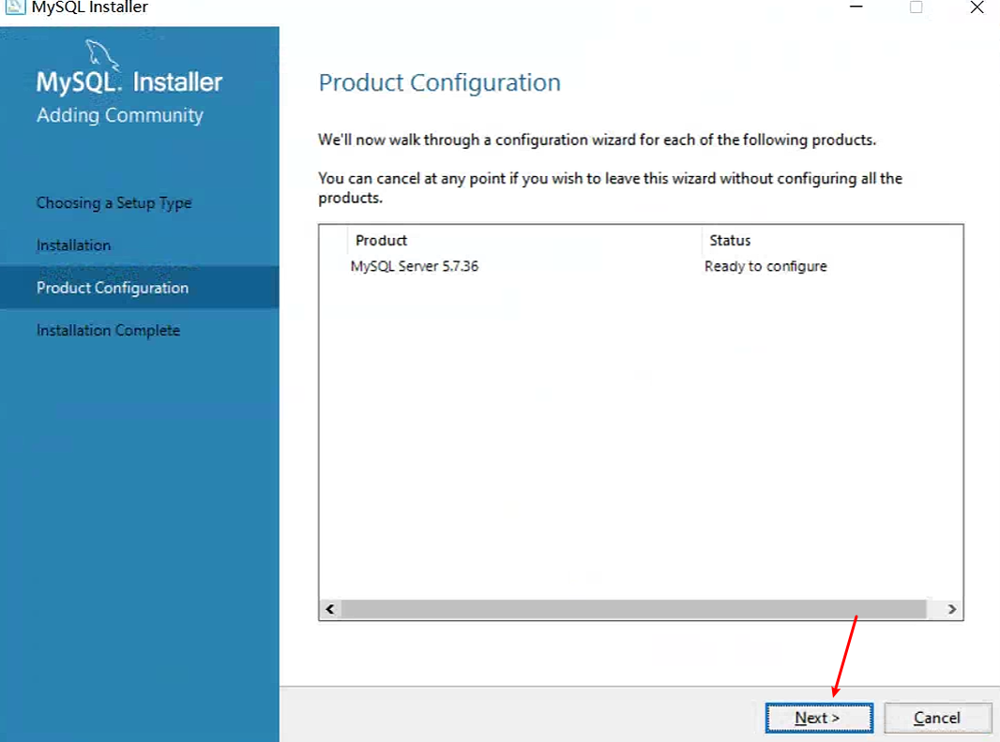 MySQL Installer
MySQL. Installer
Adding Community
Choosing a Setup Type
Installation
Product Configuration
Installation Complete
Product Configuration
We'll now walk through a configuration wizard for each of the following products.
You can cancel at any point if you wish to leave this wizard without configuring all the
products.
Product Status
MySQL Server 5.7.36 Ready to configure
Next > Cancel